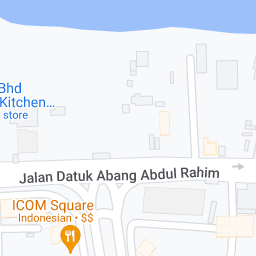 Bhd
Kitchen...
store
Jalan Datuk Abang Abdul Rahim
ICOM Square
Indonesian · $$